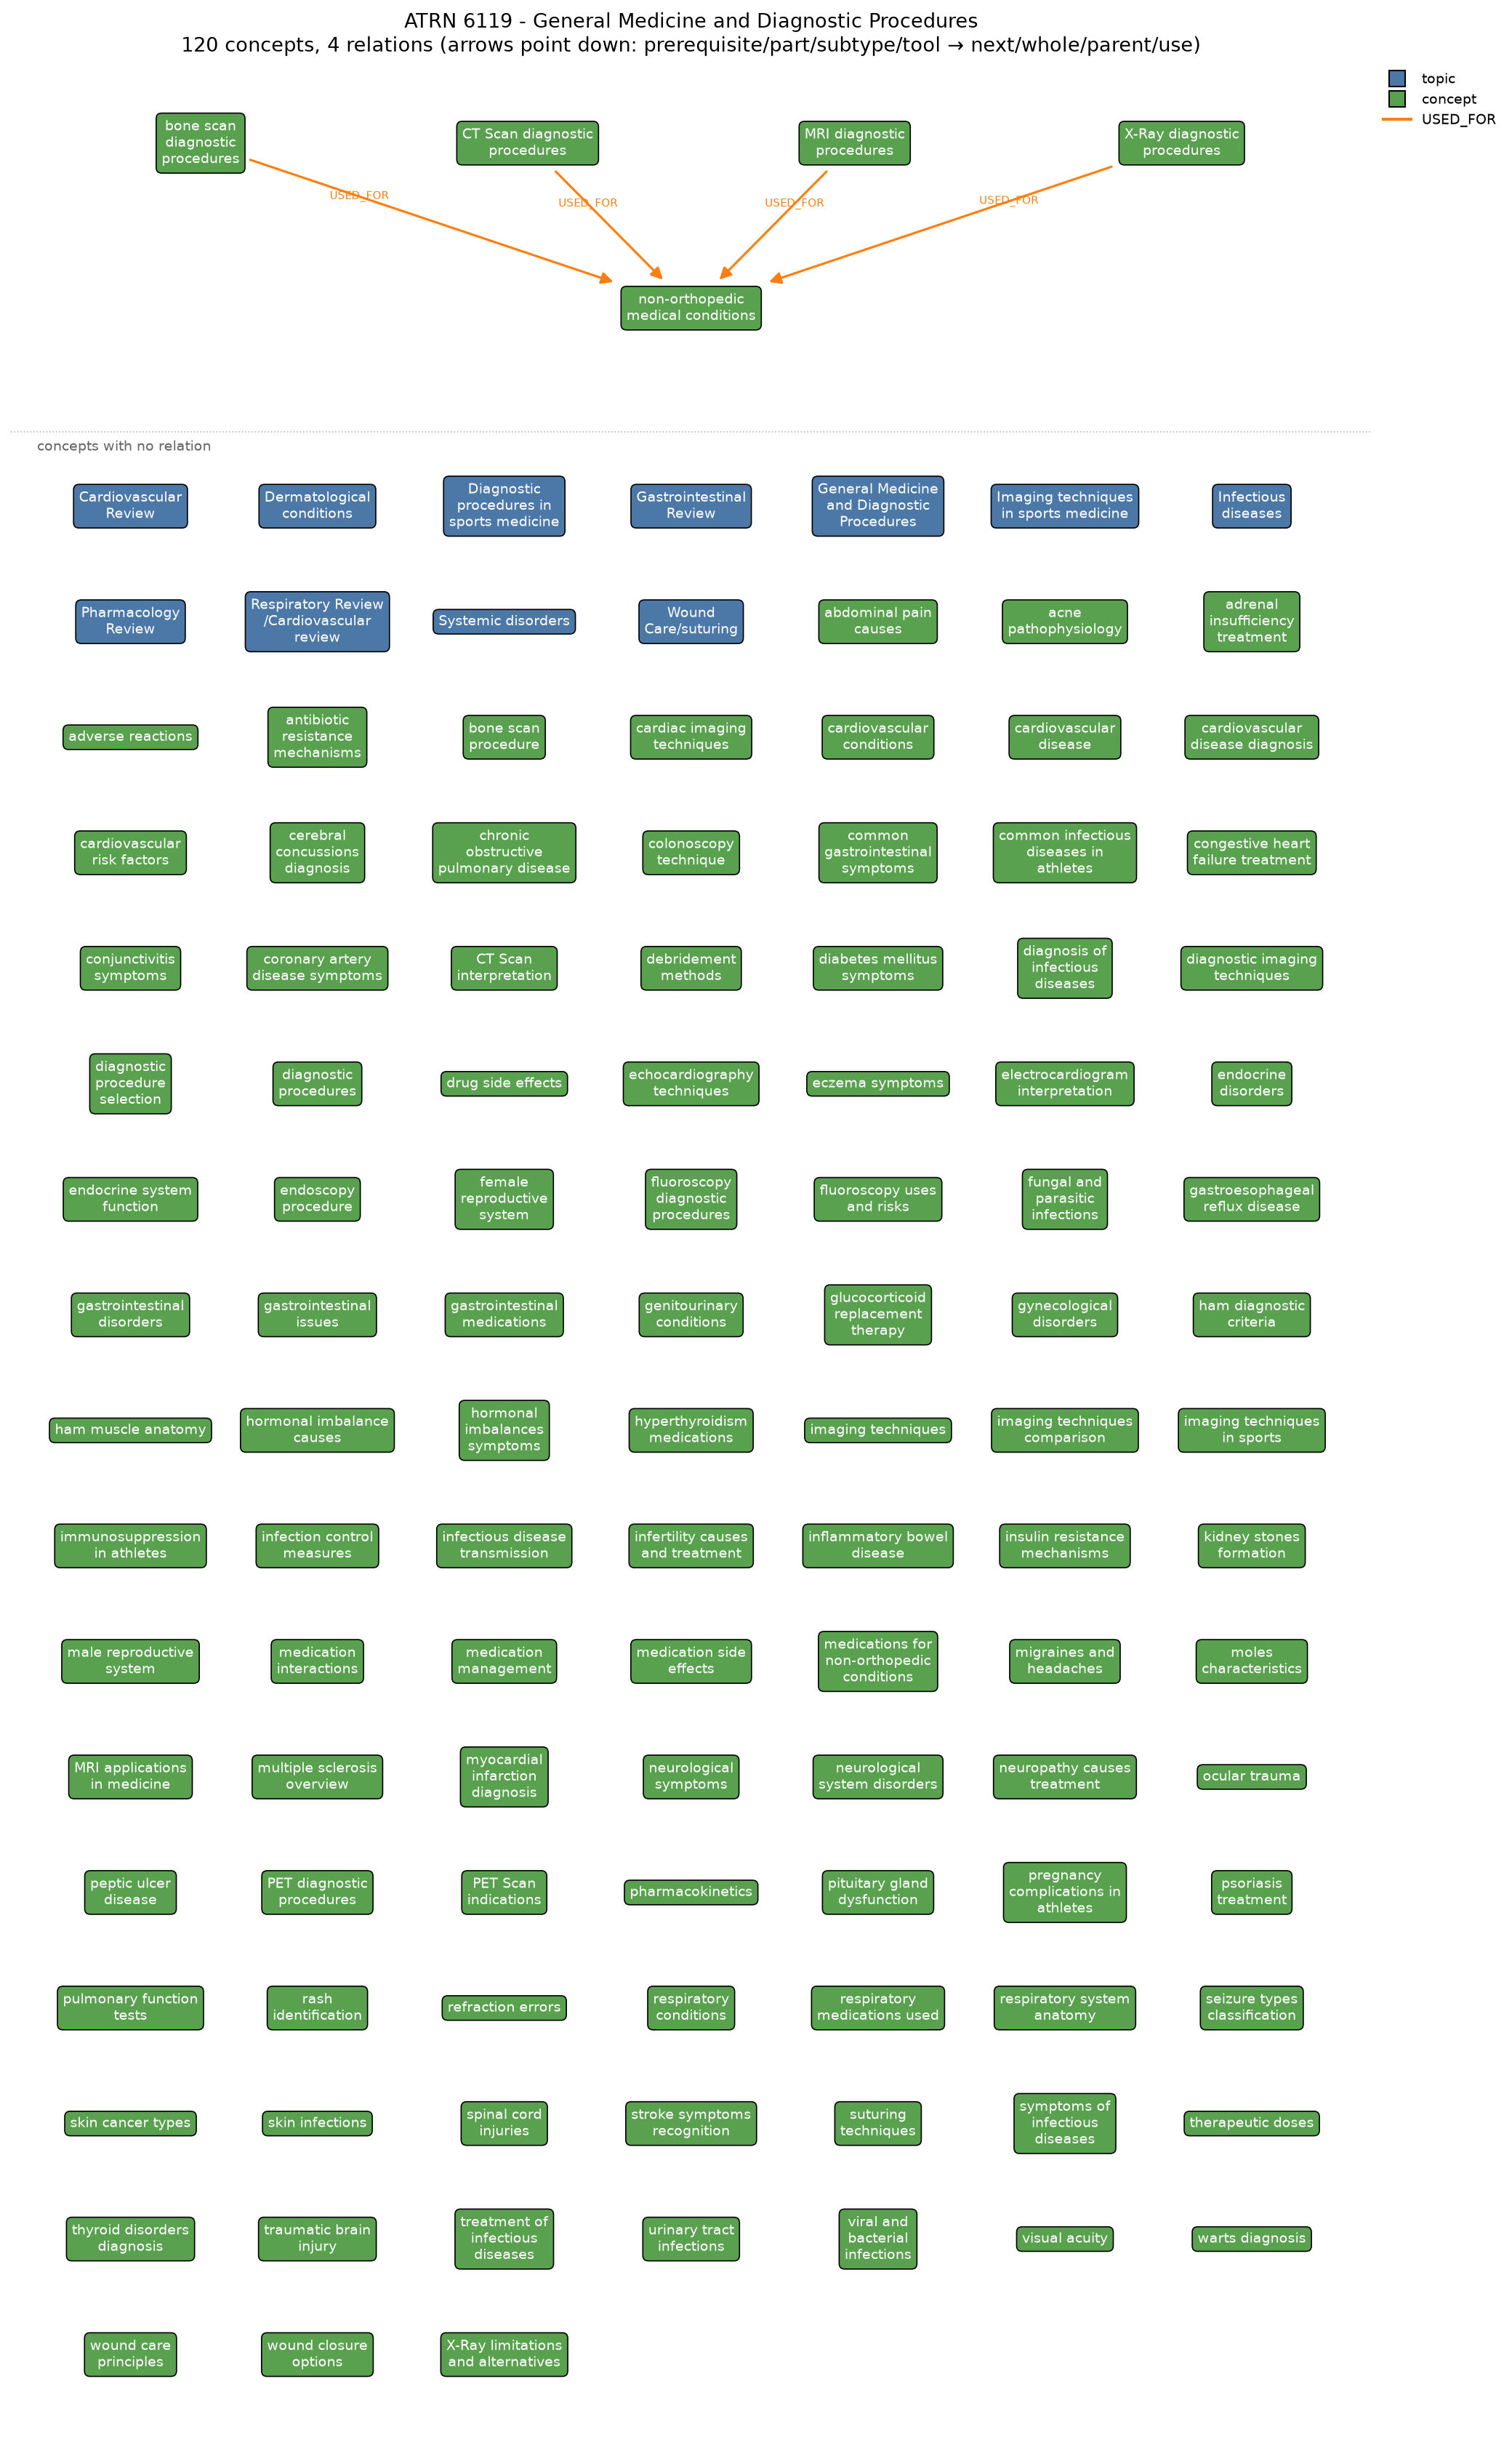 ATRN 6119 - General Medicine and Diagnostic Procedures
120 concepts, 4 relations (arrows point down: prerequisite/part/subtype/tool → next/whole/parent/use)
topic
concept
USED_FOR
bone scan
diagnostic
procedures
CT Scan diagnostic
procedures
MRI diagnostic
procedures
X-Ray diagnostic
procedures
USED_FOR
USED_FOR
USED_FOR
USED_FOR
non-orthopedic
medical conditions
concepts with no relation
Cardiovascular
Review
Dermatological
conditions
Diagnostic
procedures in
sports medicine
Gastrointestinal
Review
General Medicine
and Diagnostic
Procedures
Imaging techniques
in sports medicine
Infectious
diseases
Pharmacology
Review
Respiratory Review
/Cardiovascular
review
Systemic disorders
Wound
Care/suturing
abdominal pain
causes
acne
pathophysiology
adrenal
insufficiency
treatment
adverse reactions
antibiotic
resistance
mechanisms
bone scan
procedure
cardiac imaging
techniques
cardiovascular
conditions
cardiovascular
disease
cardiovascular
disease diagnosis
cardiovascular
risk factors
cerebral
concussions
diagnosis
chronic
obstructive
pulmonary disease
colonoscopy
technique
common
gastrointestinal
symptoms
common infectious
diseases in
athletes
congestive heart
failure treatment
conjunctivitis
symptoms
coronary artery
disease symptoms
CT Scan
interpretation
debridement
methods
diabetes mellitus
symptoms
diagnosis of
infectious
diseases
diagnostic imaging
techniques
diagnostic
procedure
selection
diagnostic
procedures
drug side effects
echocardiography
techniques
eczema symptoms
electrocardiogram
interpretation
endocrine
disorders
endocrine system
function
endoscopy
procedure
female
reproductive
system
fluoroscopy
diagnostic
procedures
fluoroscopy uses
and risks
fungal and
parasitic
infections
gastroesophageal
reflux disease
gastrointestinal
disorders
gastrointestinal
issues
gastrointestinal
medications
genitourinary
conditions
glucocorticoid
replacement
therapy
gynecological
disorders
ham diagnostic
criteria
ham muscle anatomy
hormonal imbalance
causes
hormonal
imbalances
symptoms
hyperthyroidism
medications
imaging techniques
imaging techniques
comparison
imaging techniques
in sports
immunosuppression
in athletes
infection control
measures
infectious disease
transmission
infertility causes
and treatment
inflammatory bowel
disease
insulin resistance
mechanisms
kidney stones
formation
male reproductive
system
medication
interactions
medication
management
medication side
effects
medications for
non-orthopedic
conditions
migraines and
headaches
moles
characteristics
MRI applications
in medicine
multiple sclerosis
overview
myocardial
infarction
diagnosis
neurological
symptoms
neurological
system disorders
neuropathy causes
treatment
ocular trauma
peptic ulcer
disease
PET diagnostic
procedures
PET Scan
indications
pharmacokinetics
pituitary gland
dysfunction
pregnancy
complications in
athletes
psoriasis
treatment
pulmonary function
tests
rash
identification
refraction errors
respiratory
conditions
respiratory
medications used
respiratory system
anatomy
seizure types
classification
skin cancer types
skin infections
spinal cord
injuries
stroke symptoms
recognition
suturing
techniques
symptoms of
infectious
diseases
therapeutic doses
thyroid disorders
diagnosis
traumatic brain
injury
treatment of
infectious
diseases
urinary tract
infections
viral and
bacterial
infections
visual acuity
warts diagnosis
wound care
principles
wound closure
options
X-Ray limitations
and alternatives